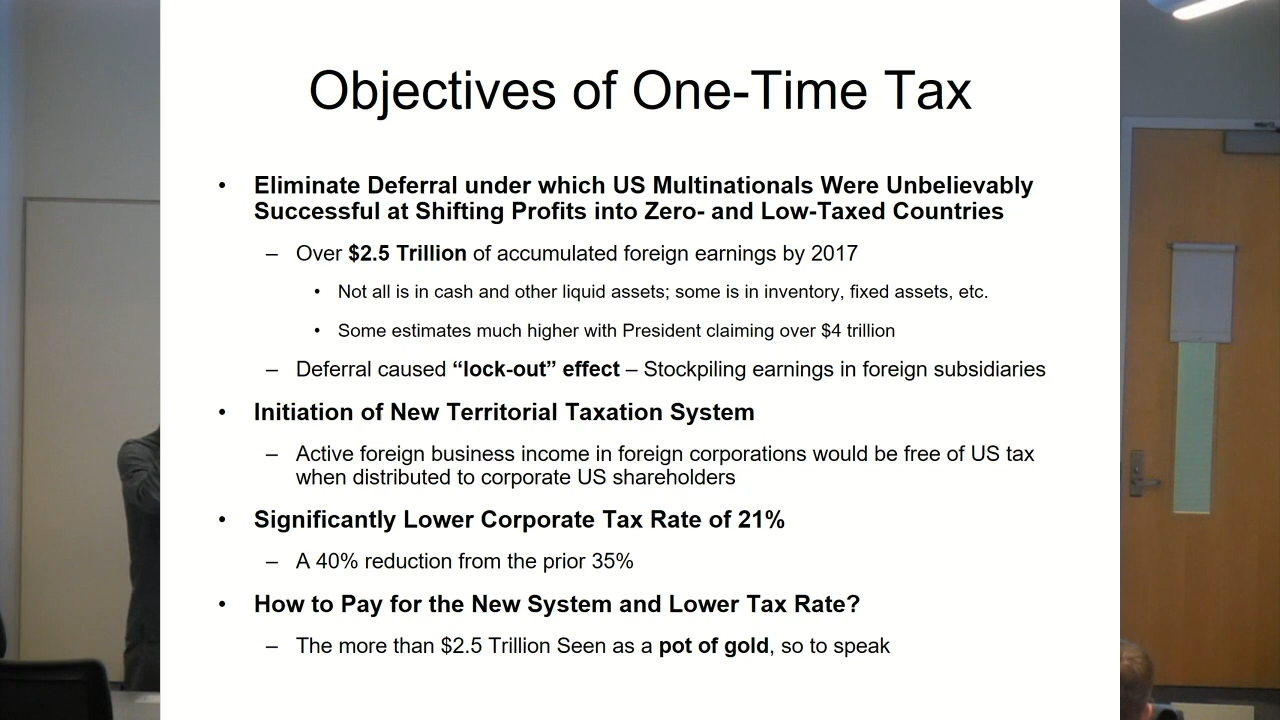 Objectives of One-Time Tax
• Eliminate Deferral under which US Multinationals Were Unbelievably
Successful at Shifting Profits into Zero- and Low-Taxed Countries
– Over $2.5 Trillion of accumulated foreign earnings by 2017
• Not all is in cash and other liquid assets; some is in inventory, fixed assets, etc.
• Some estimates much higher with President claiming over $4 trillion
– Deferral caused “lock-out” effect – Stockpiling earnings in foreign subsidiaries
• Initiation of New Territorial Taxation System
– Active foreign business income in foreign corporations would be free of US tax
when distributed to corporate US shareholders
• Significantly Lower Corporate Tax Rate of 21%
– A 40% reduction from the prior 35%
• How to Pay for the New System and Lower Tax Rate?
– The more than $2.5 Trillion Seen as a pot of gold, so to speak